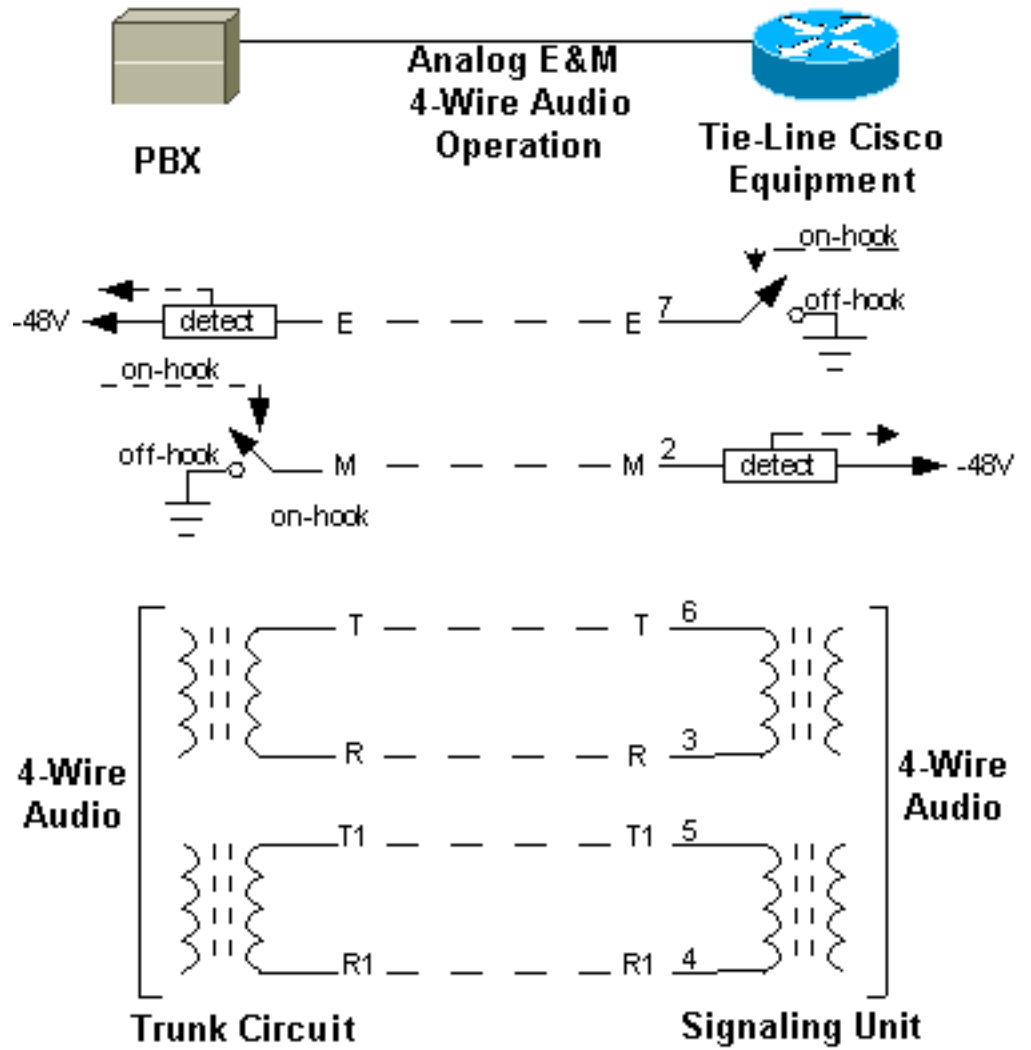 Analog E&M
4-Wire Audio
Operation
PBX
Tie-Line Cisco
Equipment
on-hook
-48V
detect
E
E
7
off-hook
on-hook
off-hook
M
M
2
detect
-48V
on-hook
T
T
6
R
R
3
4-Wire
Audio
4-Wire
Audio
T1
T1
5
R1
R1
4
Trunk Circuit
Signaling Unit